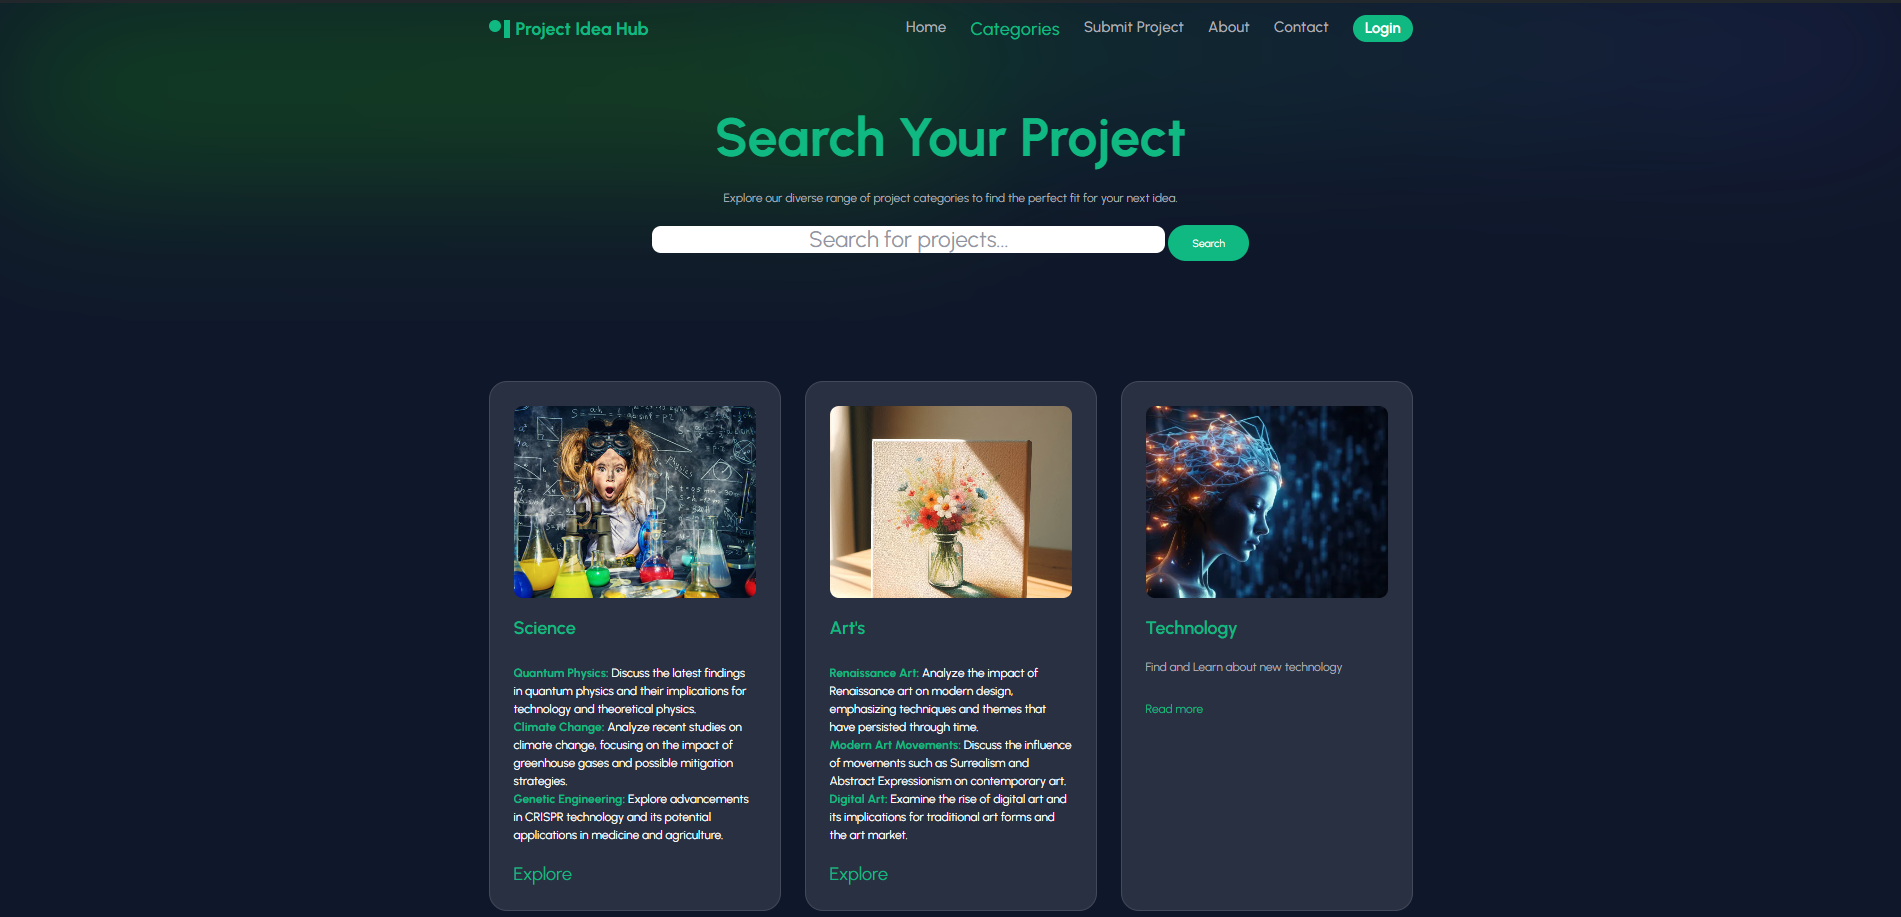 Project Idea Hub
Home
Categories
Submit Project
About
Contact
Login
Search Your Project
Explore our diverse range of project categories to find the perfect fit for your next idea.
Search for projects...
Search
Science
Quantum Physics: Discuss the latest findings
in quantum physics and their implications for
technology and theoretical physics.
Climate Change: Analyze recent studies on
climate change, focusing on the impact of
greenhouse gases and possible mitigation
strategies.
Genetic Engineering: Explore advancements
in CRISPR technology and its potential
applications in medicine and agriculture.
Explore
Art's
Renaissance Art: Analyze the impact of
Renaissance art on modern design,
emphasizing techniques and themes that
have persisted through time.
Modern Art Movements: Discuss the influence
of movements such as Surrealism and
Abstract Expressionism on contemporary art.
Digital Art: Examine the rise of digital art and
its implications for traditional art forms and
the art market.
Explore
Technology
Find and Learn about new technology
Read more